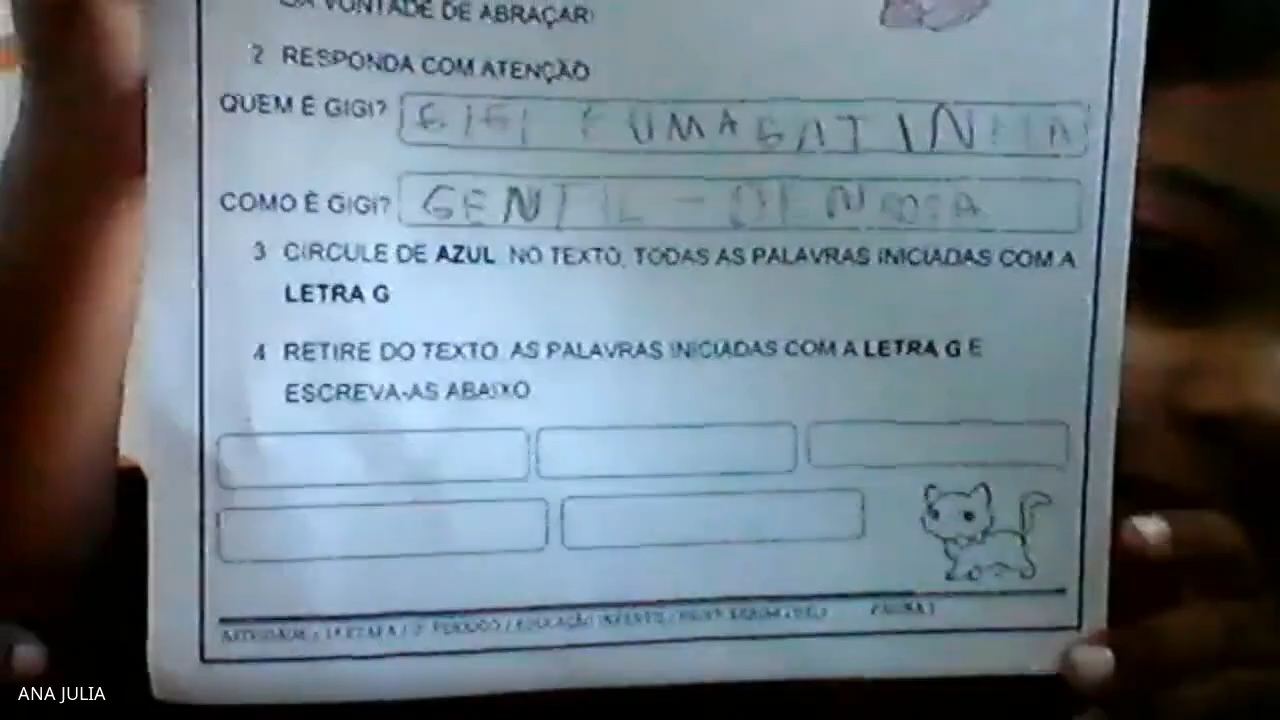 DÁ VONTADE DE ABRAÇAR!
2 RESPONDA COM ATENÇÃO
QUEM É GIGI? GIGI É UMA GATINHA
COMO É GIGI? GENTIL - DENGOSA
3 CIRCULE DE AZUL NO TEXTO, TODAS AS PALAVRAS INICIADAS COM A
LETRA G
4 RETIRE DO TEXTO AS PALAVRAS INICIADAS COM A LETRA G E
ESCREVA-AS ABAIXO
ANA JULIA